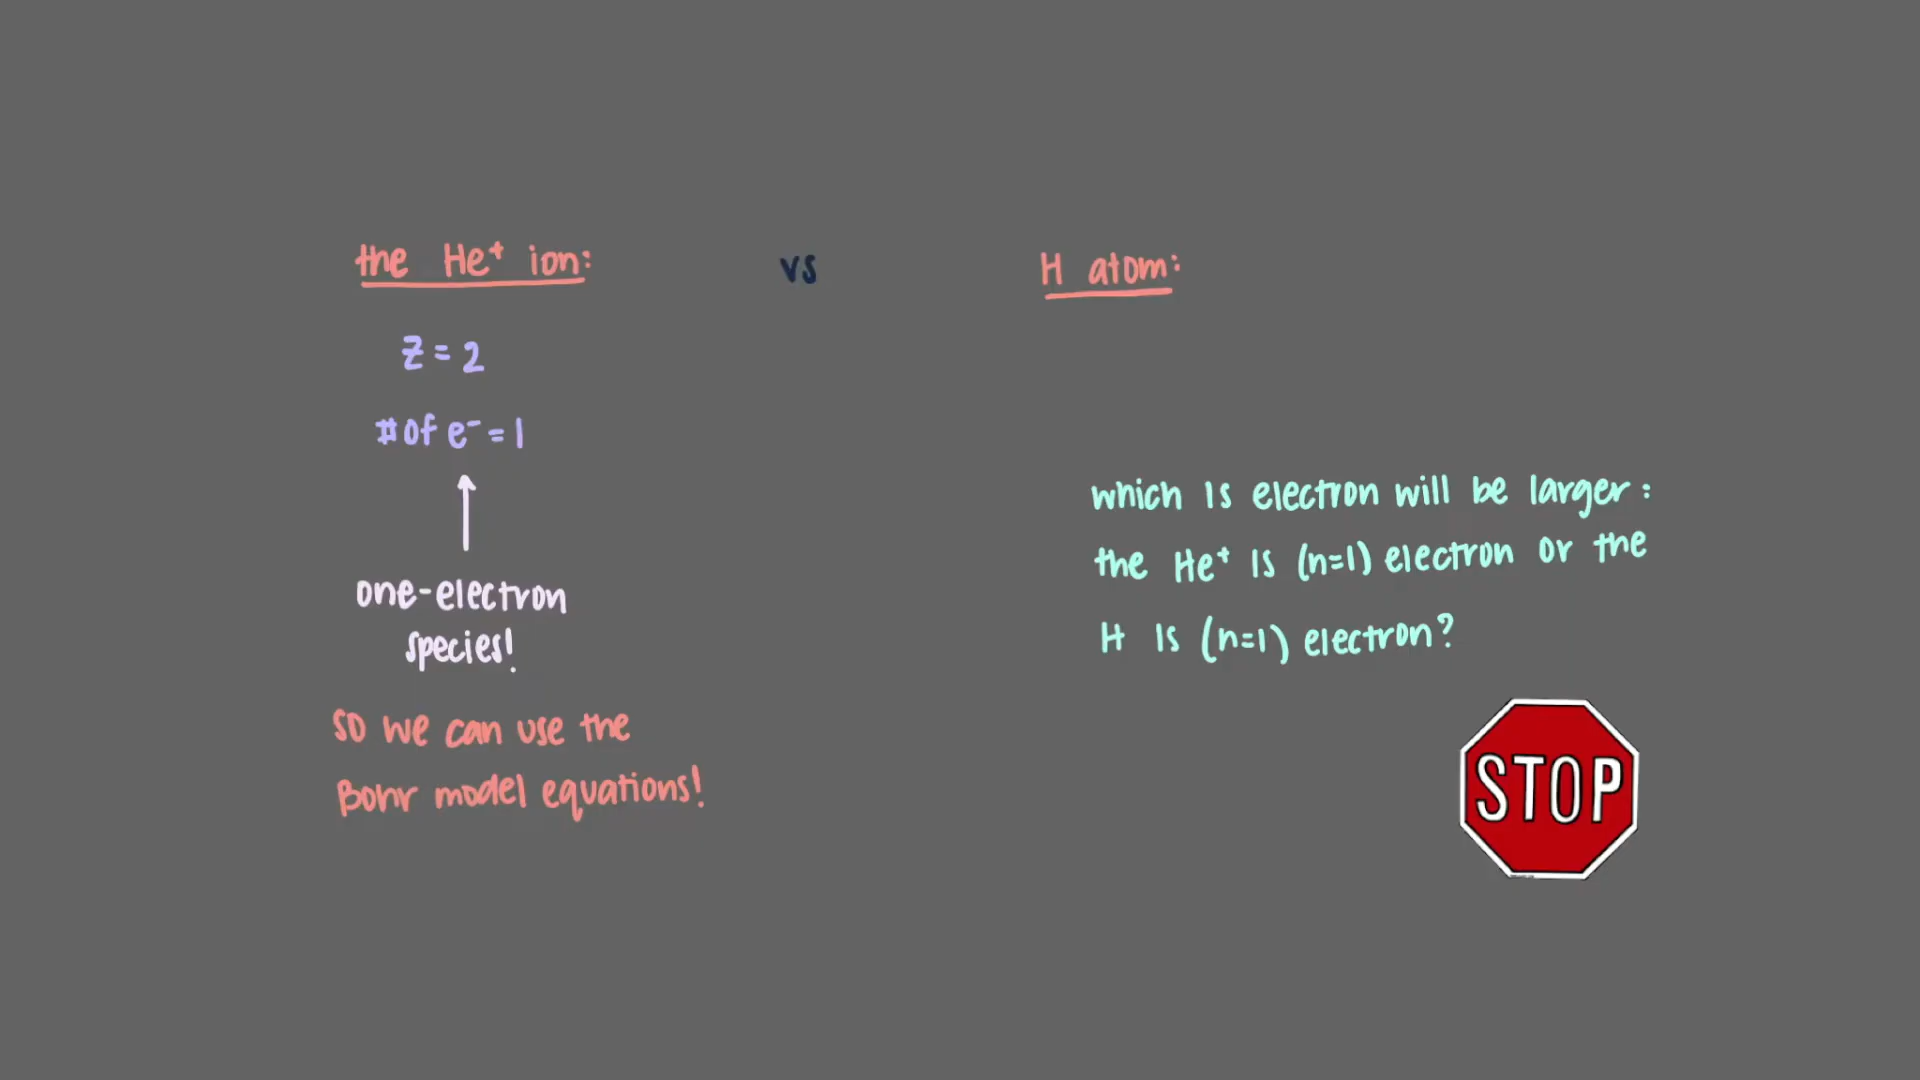 the He⁺ ion:
vs
H atom:
Z = 2
# of e⁻ = 1
one-electron
species!
so we can use the
Bohr model equations!
which 1s electron will be larger:
the He⁺ 1s (n=1) electron or the
H 1s (n=1) electron?
STOP